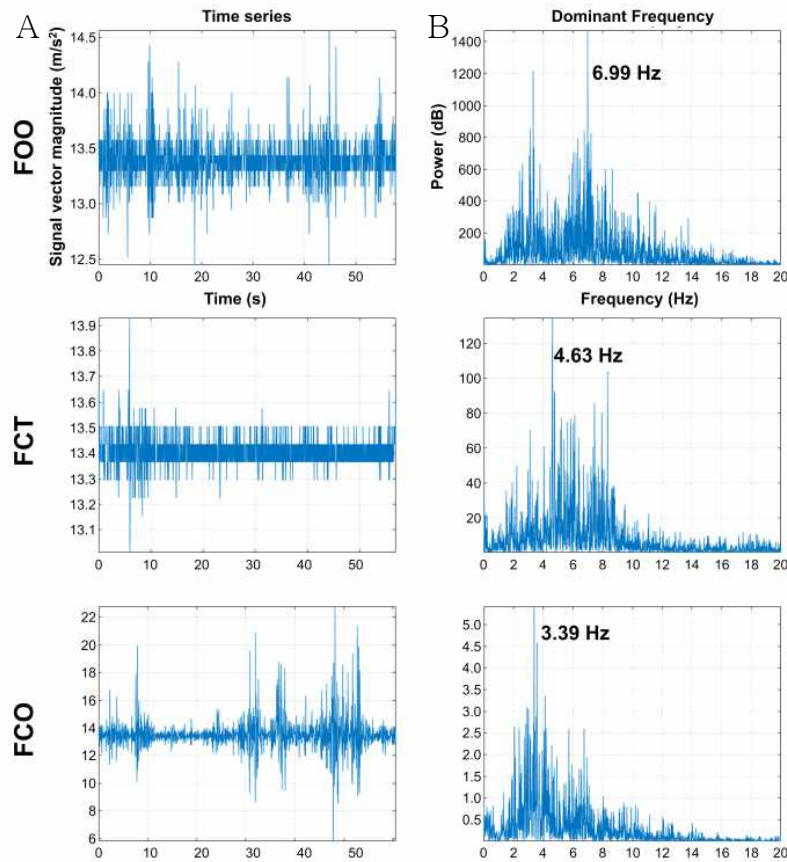 A
Time series
B
Dominant Frequency
FOO
Signal vector magnitude (m/s²)
14.5
14.0
13.5
13.0
12.5
0 10 20 30 40 50
Time (s)
Power (dB)
1400
1200
1000
800
600
400
200
6.99 Hz
0 2 4 6 8 10 12 14 16 18 20
Frequency (Hz)
FCT
13.9
13.8
13.7
13.6
13.5
13.4
13.3
13.2
13.1
0 10 20 30 40 50
120
100
80
60
40
20
4.63 Hz
0 2 4 6 8 10 12 14 16 18 20
FCO
22
20
18
16
14
12
10
8
6
0 10 20 30 40 50
5.0
4.5
4.0
3.5
3.0
2.5
2.0
1.5
1.0
0.5
3.39 Hz
0 2 4 6 8 10 12 14 16 18 20